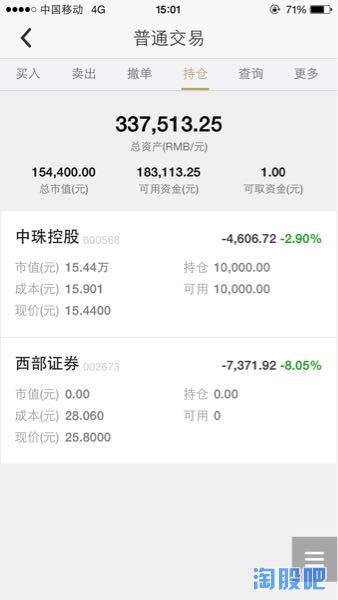 中国移动 4G 15:01 71%
普通交易
买入 卖出 撤单 持仓 查询 更多
337,513.25
总资产(RMB/元)
154,400.00 183,113.25 1.00
总市值(元) 可用资金(元) 可取资金(元)
中珠控股 600568 -4,606.72 -2.90%
市值(元) 15.44万 持仓 10,000.00
成本(元) 15.901 可用 10,000.00
现价(元) 15.4400
西部证券 002673 -7,371.92 -8.05%
市值(元) 0.00 持仓 0.00
成本(元) 28.060 可用 0
现价(元) 25.8000
淘股吧